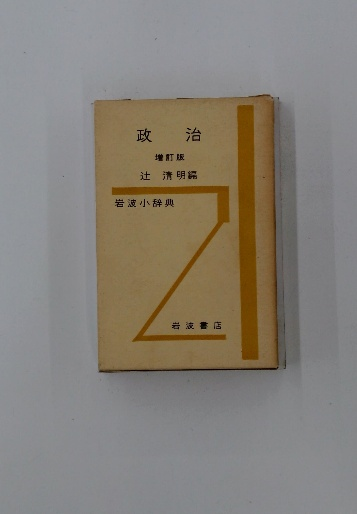 政治
増訂版
辻 清明編
岩波小辞典
岩波書店